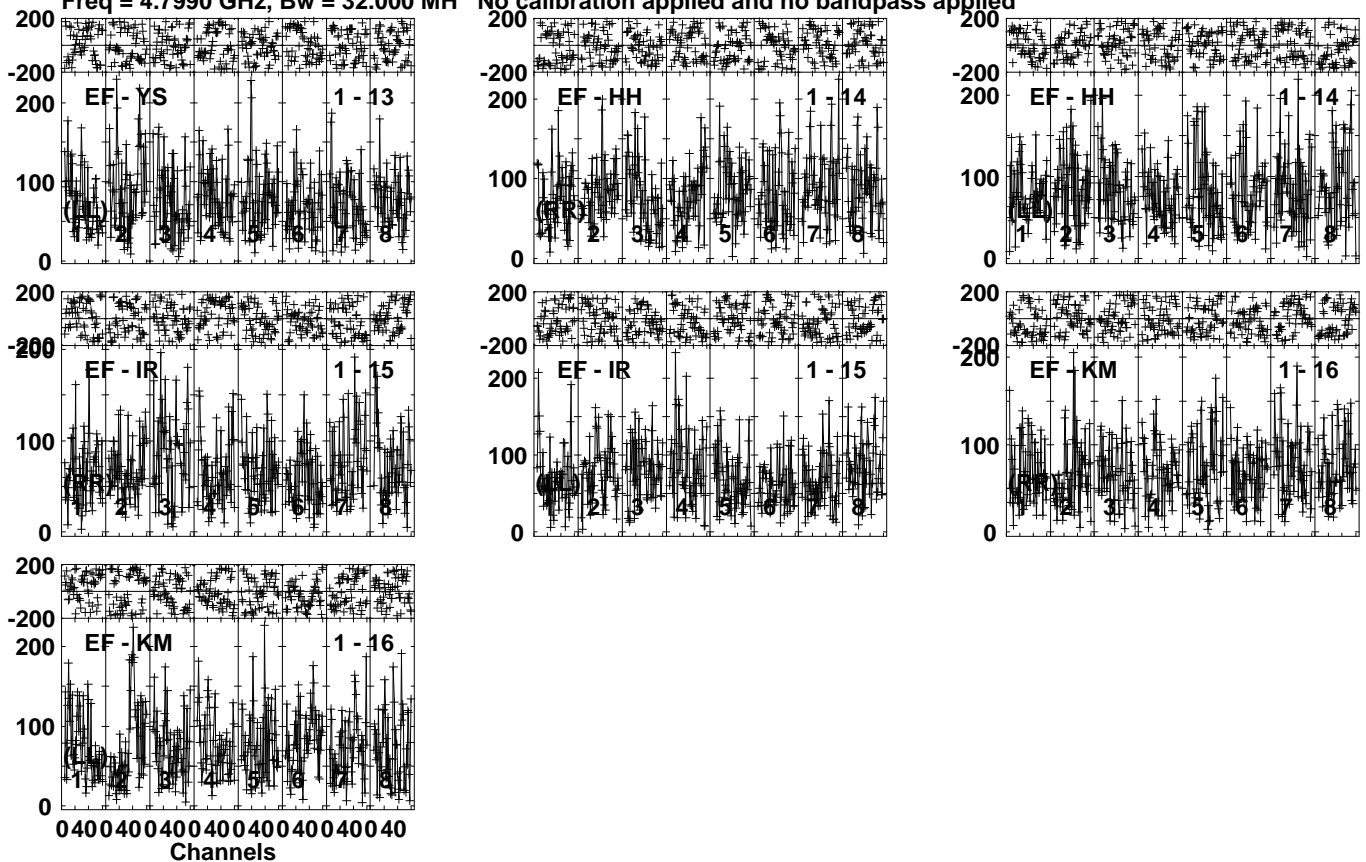 Freq = 4.7990 GHz, Bw = 32.000 MH No calibration applied and no bandpass applied
200
-200
200
EF - YS 1 - 13
100
(LL)
1 2 3 4 5 6 7 8
0
200
-200
200
EF - HH 1 - 14
100
(RR)
1 2 3 4 5 6 7 8
0
200
-200
200
EF - HH 1 - 14
100
(LL)
1 2 3 4 5 6 7 8
0
200
-200
200
EF - IR 1 - 15
100
(RR)
1 2 3 4 5 6 7 8
0
200
-200
200
EF - IR 1 - 15
100
(LL)
1 2 3 4 5 6 7 8
0
200
-200
200
EF - KM 1 - 16
100
(RR)
1 2 3 4 5 6 7 8
0
200
-200
200
EF - KM 1 - 16
100
(LL)
1 2 3 4 5 6 7 8
0
0 40 0 40 0 40 0 40 0 40 0 40 0 40 0 40
Channels